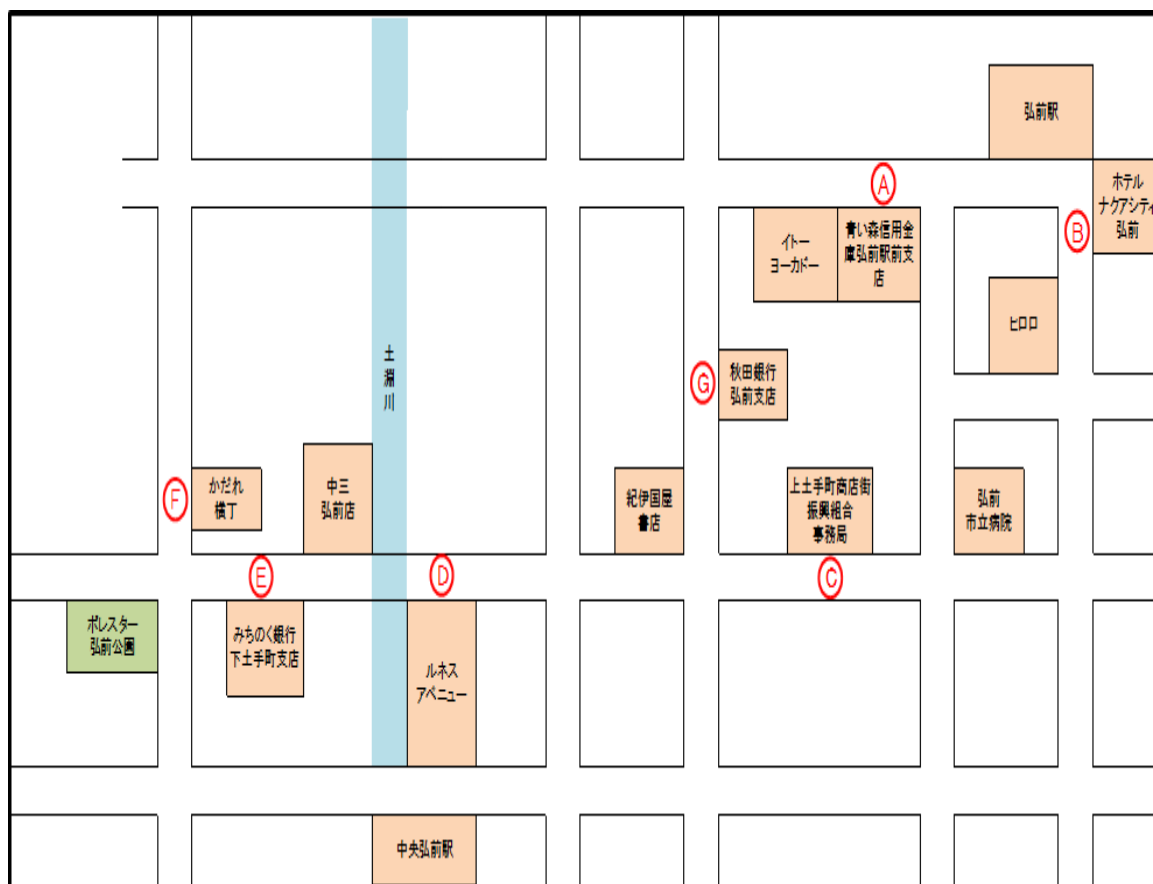 弘前駅
Ⓐ
ホテル
ナクアシティ
弘前
Ⓑ
イトー
ヨーカドー
青い森信用金
庫弘前駅前支
店
ヒロロ
土
淵
川
Ⓖ
秋田銀行
弘前支店
Ⓕ
かだれ
横丁
中三
弘前店
紀伊国屋
書店
上土手町商店街
振興組合
事務局
弘前
市立病院
Ⓔ
Ⓓ
Ⓒ
ポレスター
弘前公園
みちのく銀行
下土手町支店
ルネス
アベニュー
中央弘前駅